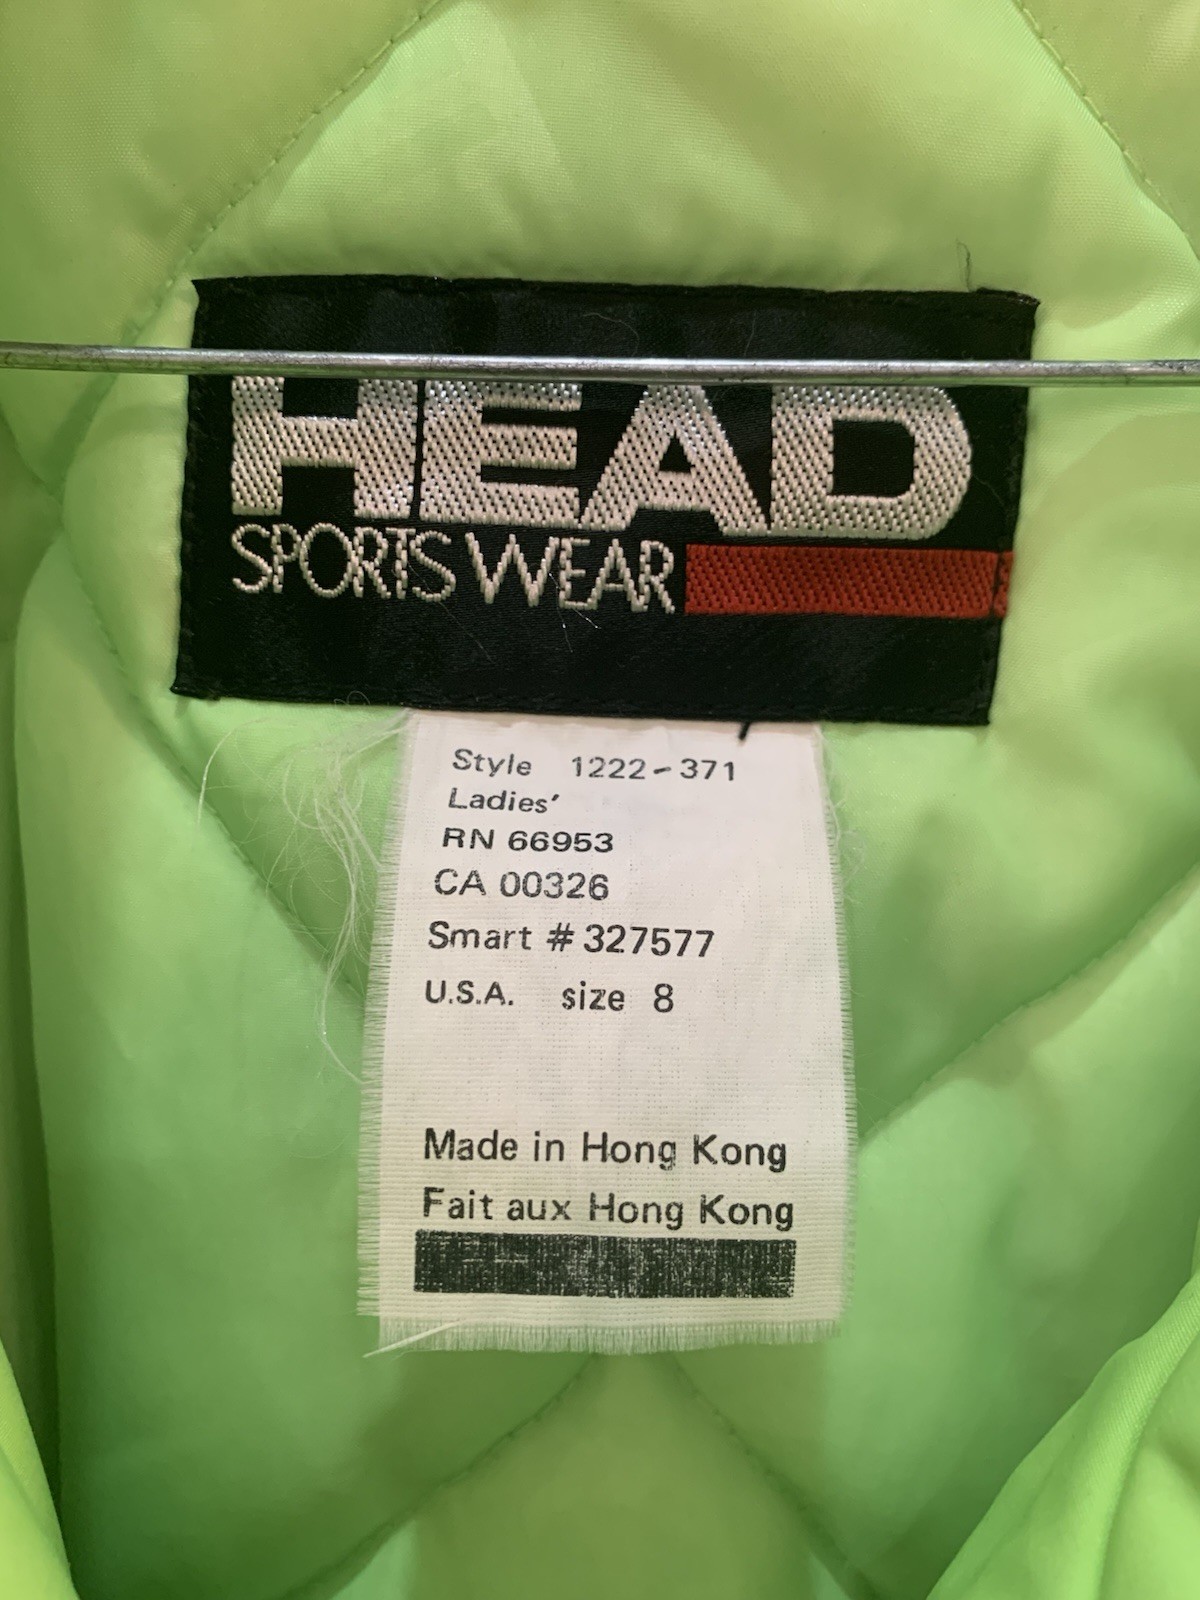 HEAD
SPORTS WEAR
Style 1222-371
Ladies'
RN 66953
CA 00326
Smart # 327577
U.S.A. size 8
Made in Hong Kong
Fait aux Hong Kong